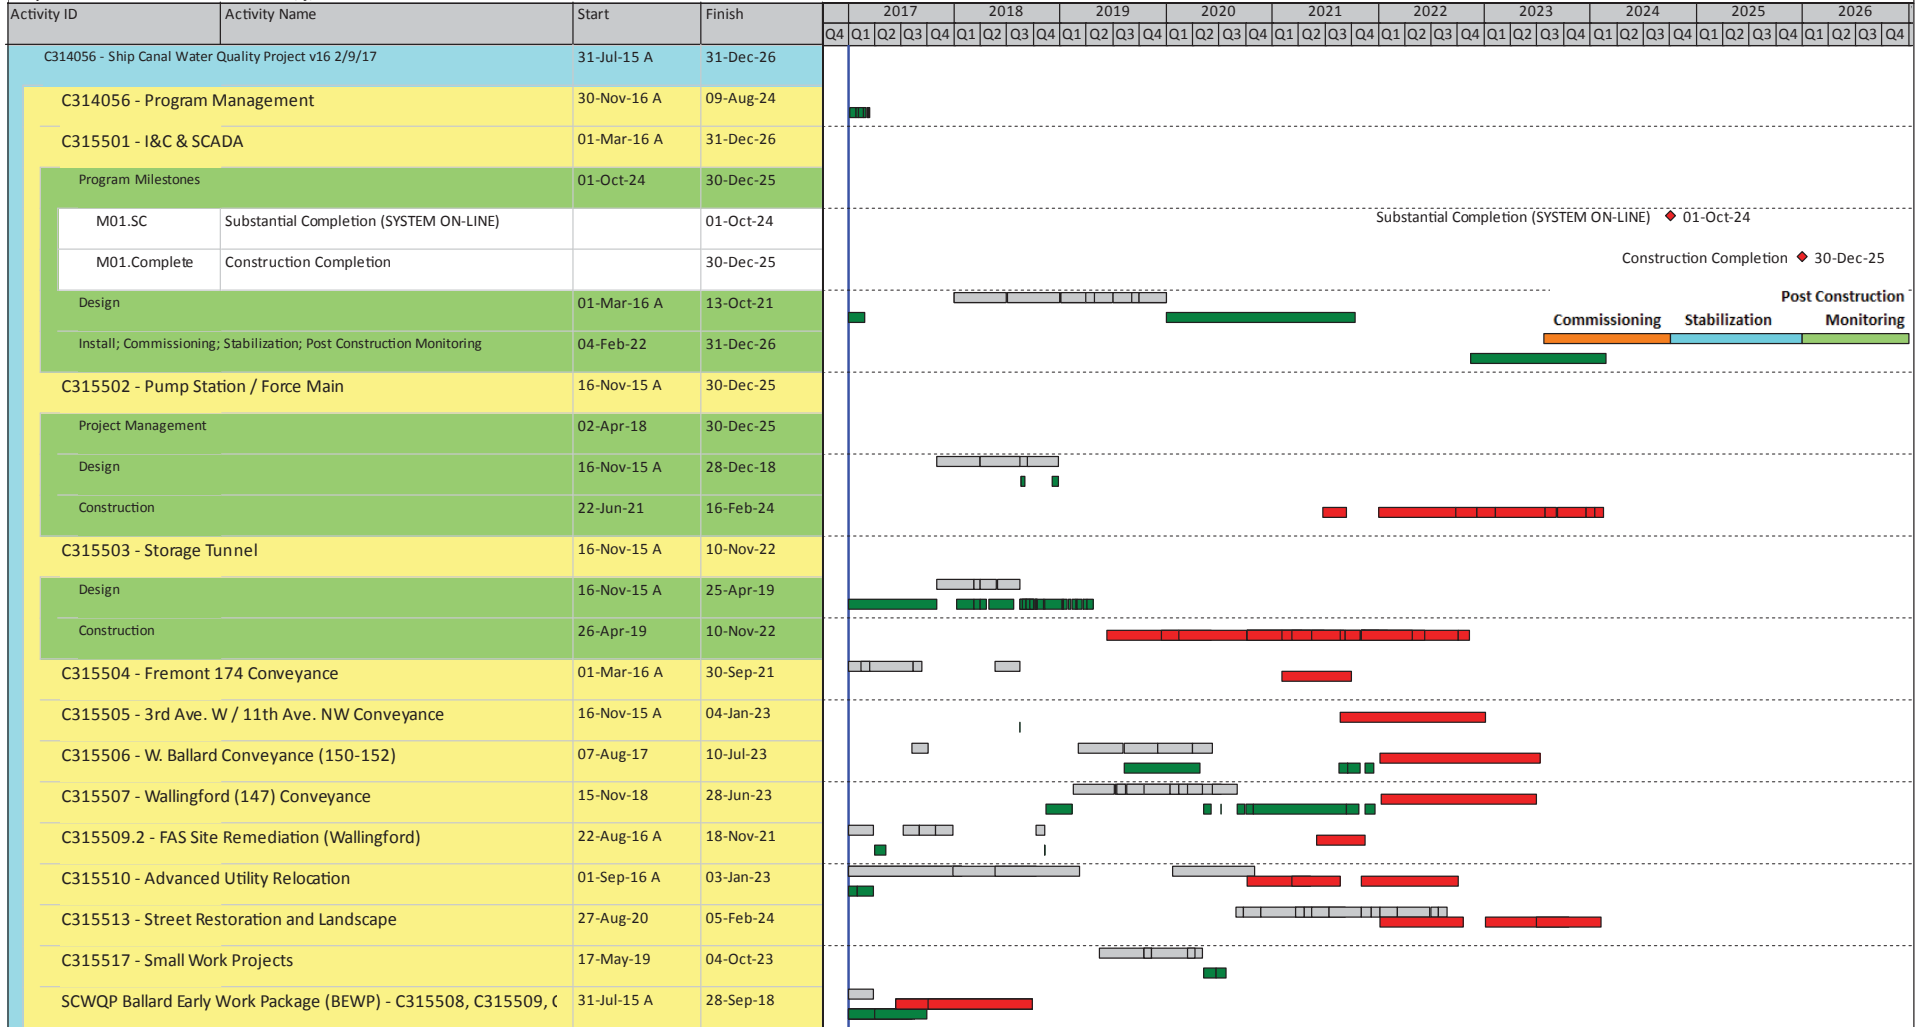 Activity ID Activity Name Start Finish 2017 2018 2019 2020 2021 2022 2023 2024 2025 2026
Q4 Q1 Q2 Q3 Q4 Q1 Q2 Q3 Q4 Q1 Q2 Q3 Q4 Q1 Q2 Q3 Q4 Q1 Q2 Q3 Q4 Q1 Q2 Q3 Q4 Q1 Q2 Q3 Q4 Q1 Q2 Q3 Q4 Q1 Q2 Q3 Q4 Q1 Q2 Q3 Q4
C314056 - Ship Canal Water Quality Project v16 2/9/17 31-Jul-15 A 31-Dec-26
C314056 - Program Management 30-Nov-16 A 09-Aug-24
C315501 - I&C & SCADA 01-Mar-16 A 31-Dec-26
Program Milestones 01-Oct-24 30-Dec-25
M01.SC Substantial Completion (SYSTEM ON-LINE) 01-Oct-24 Substantial Completion (SYSTEM ON-LINE) 01-Oct-24
M01.Complete Construction Completion 30-Dec-25 Construction Completion 30-Dec-25
Design 01-Mar-16 A 13-Oct-21 Post Construction
Commissioning Stabilization Monitoring
Install; Commissioning; Stabilization; Post Construction Monitoring 04-Feb-22 31-Dec-26
C315502 - Pump Station / Force Main 16-Nov-15 A 30-Dec-25
Project Management 02-Apr-18 30-Dec-25
Design 16-Nov-15 A 28-Dec-18
Construction 22-Jun-21 16-Feb-24
C315503 - Storage Tunnel 16-Nov-15 A 10-Nov-22
Design 16-Nov-15 A 25-Apr-19
Construction 26-Apr-19 10-Nov-22
C315504 - Fremont 174 Conveyance 01-Mar-16 A 30-Sep-21
C315505 - 3rd Ave. W / 11th Ave. NW Conveyance 16-Nov-15 A 04-Jan-23
C315506 - W. Ballard Conveyance (150-152) 07-Aug-17 10-Jul-23
C315507 - Wallingford (147) Conveyance 15-Nov-18 28-Jun-23
C315509.2 - FAS Site Remediation (Wallingford) 22-Aug-16 A 18-Nov-21
C315510 - Advanced Utility Relocation 01-Sep-16 A 03-Jan-23
C315513 - Street Restoration and Landscape 27-Aug-20 05-Feb-24
C315517 - Small Work Projects 17-May-19 04-Oct-23
SCWQP Ballard Early Work Package (BEWP) - C315508, C315509, 31-Jul-15 A 28-Sep-18